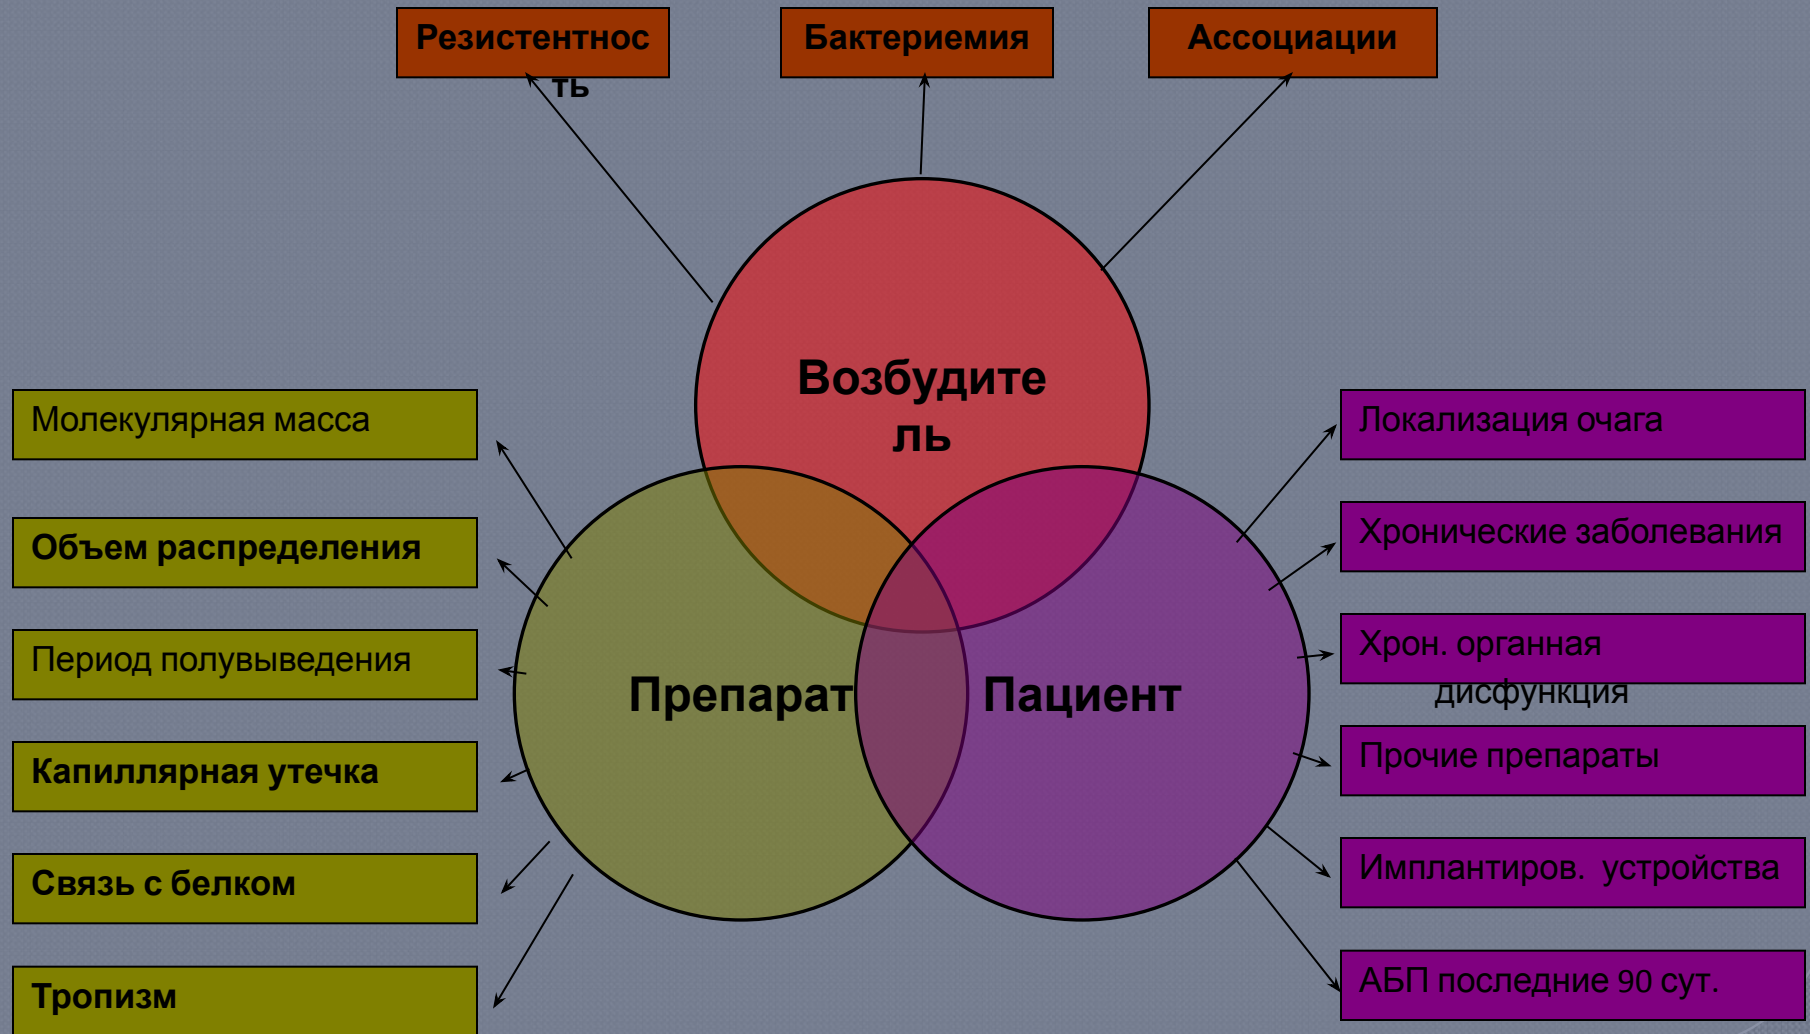 Резистентнос
ть
Бактериемия
Ассоциации
Возбудите
ль
Препарат
Пациент
Молекулярная масса
Объем распределения
Период полувыведения
Капиллярная утечка
Связь с белком
Тропизм
Локализация очага
Хронические заболевания
Хрон. органная
дисфункция
Прочие препараты
Имплантиров. устройства
АБП последние 90 сут.